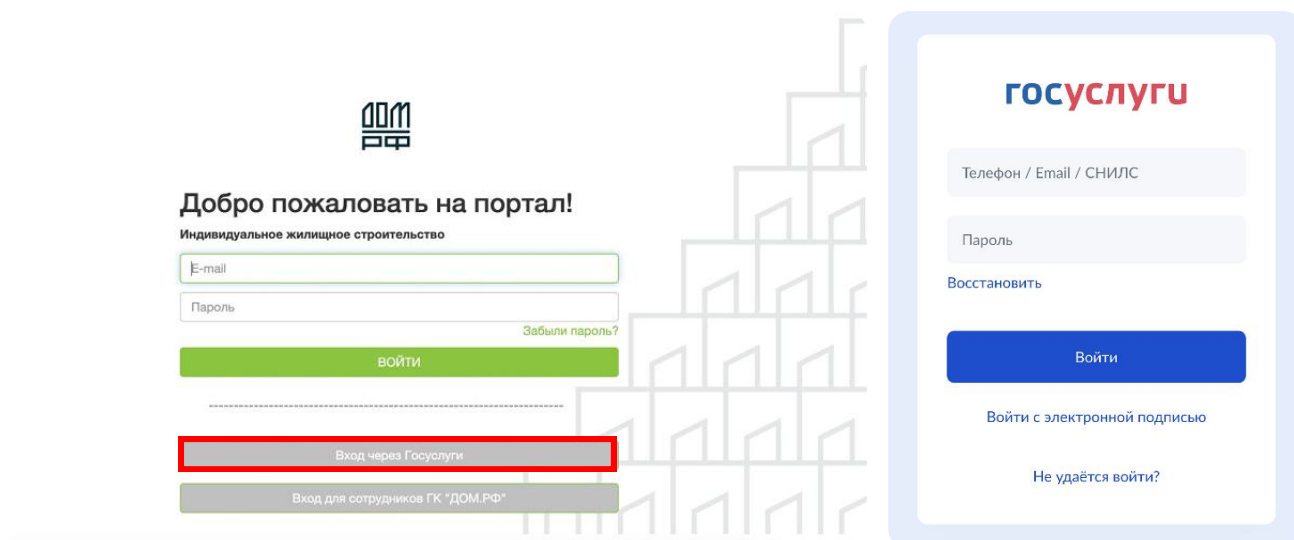 ДОМ
РФ
Добро пожаловать на портал!
Индивидуальное жилищное строительство
E-mail
Пароль
Забыли пароль?
ВОЙТИ
Вход через Госуслуги
Вход для сотрудников ГК "ДОМ.РФ"
госуслуги
Телефон / Email / СНИЛС
Пароль
Восстановить
Войти
Войти с электронной подписью
Не удаётся войти?